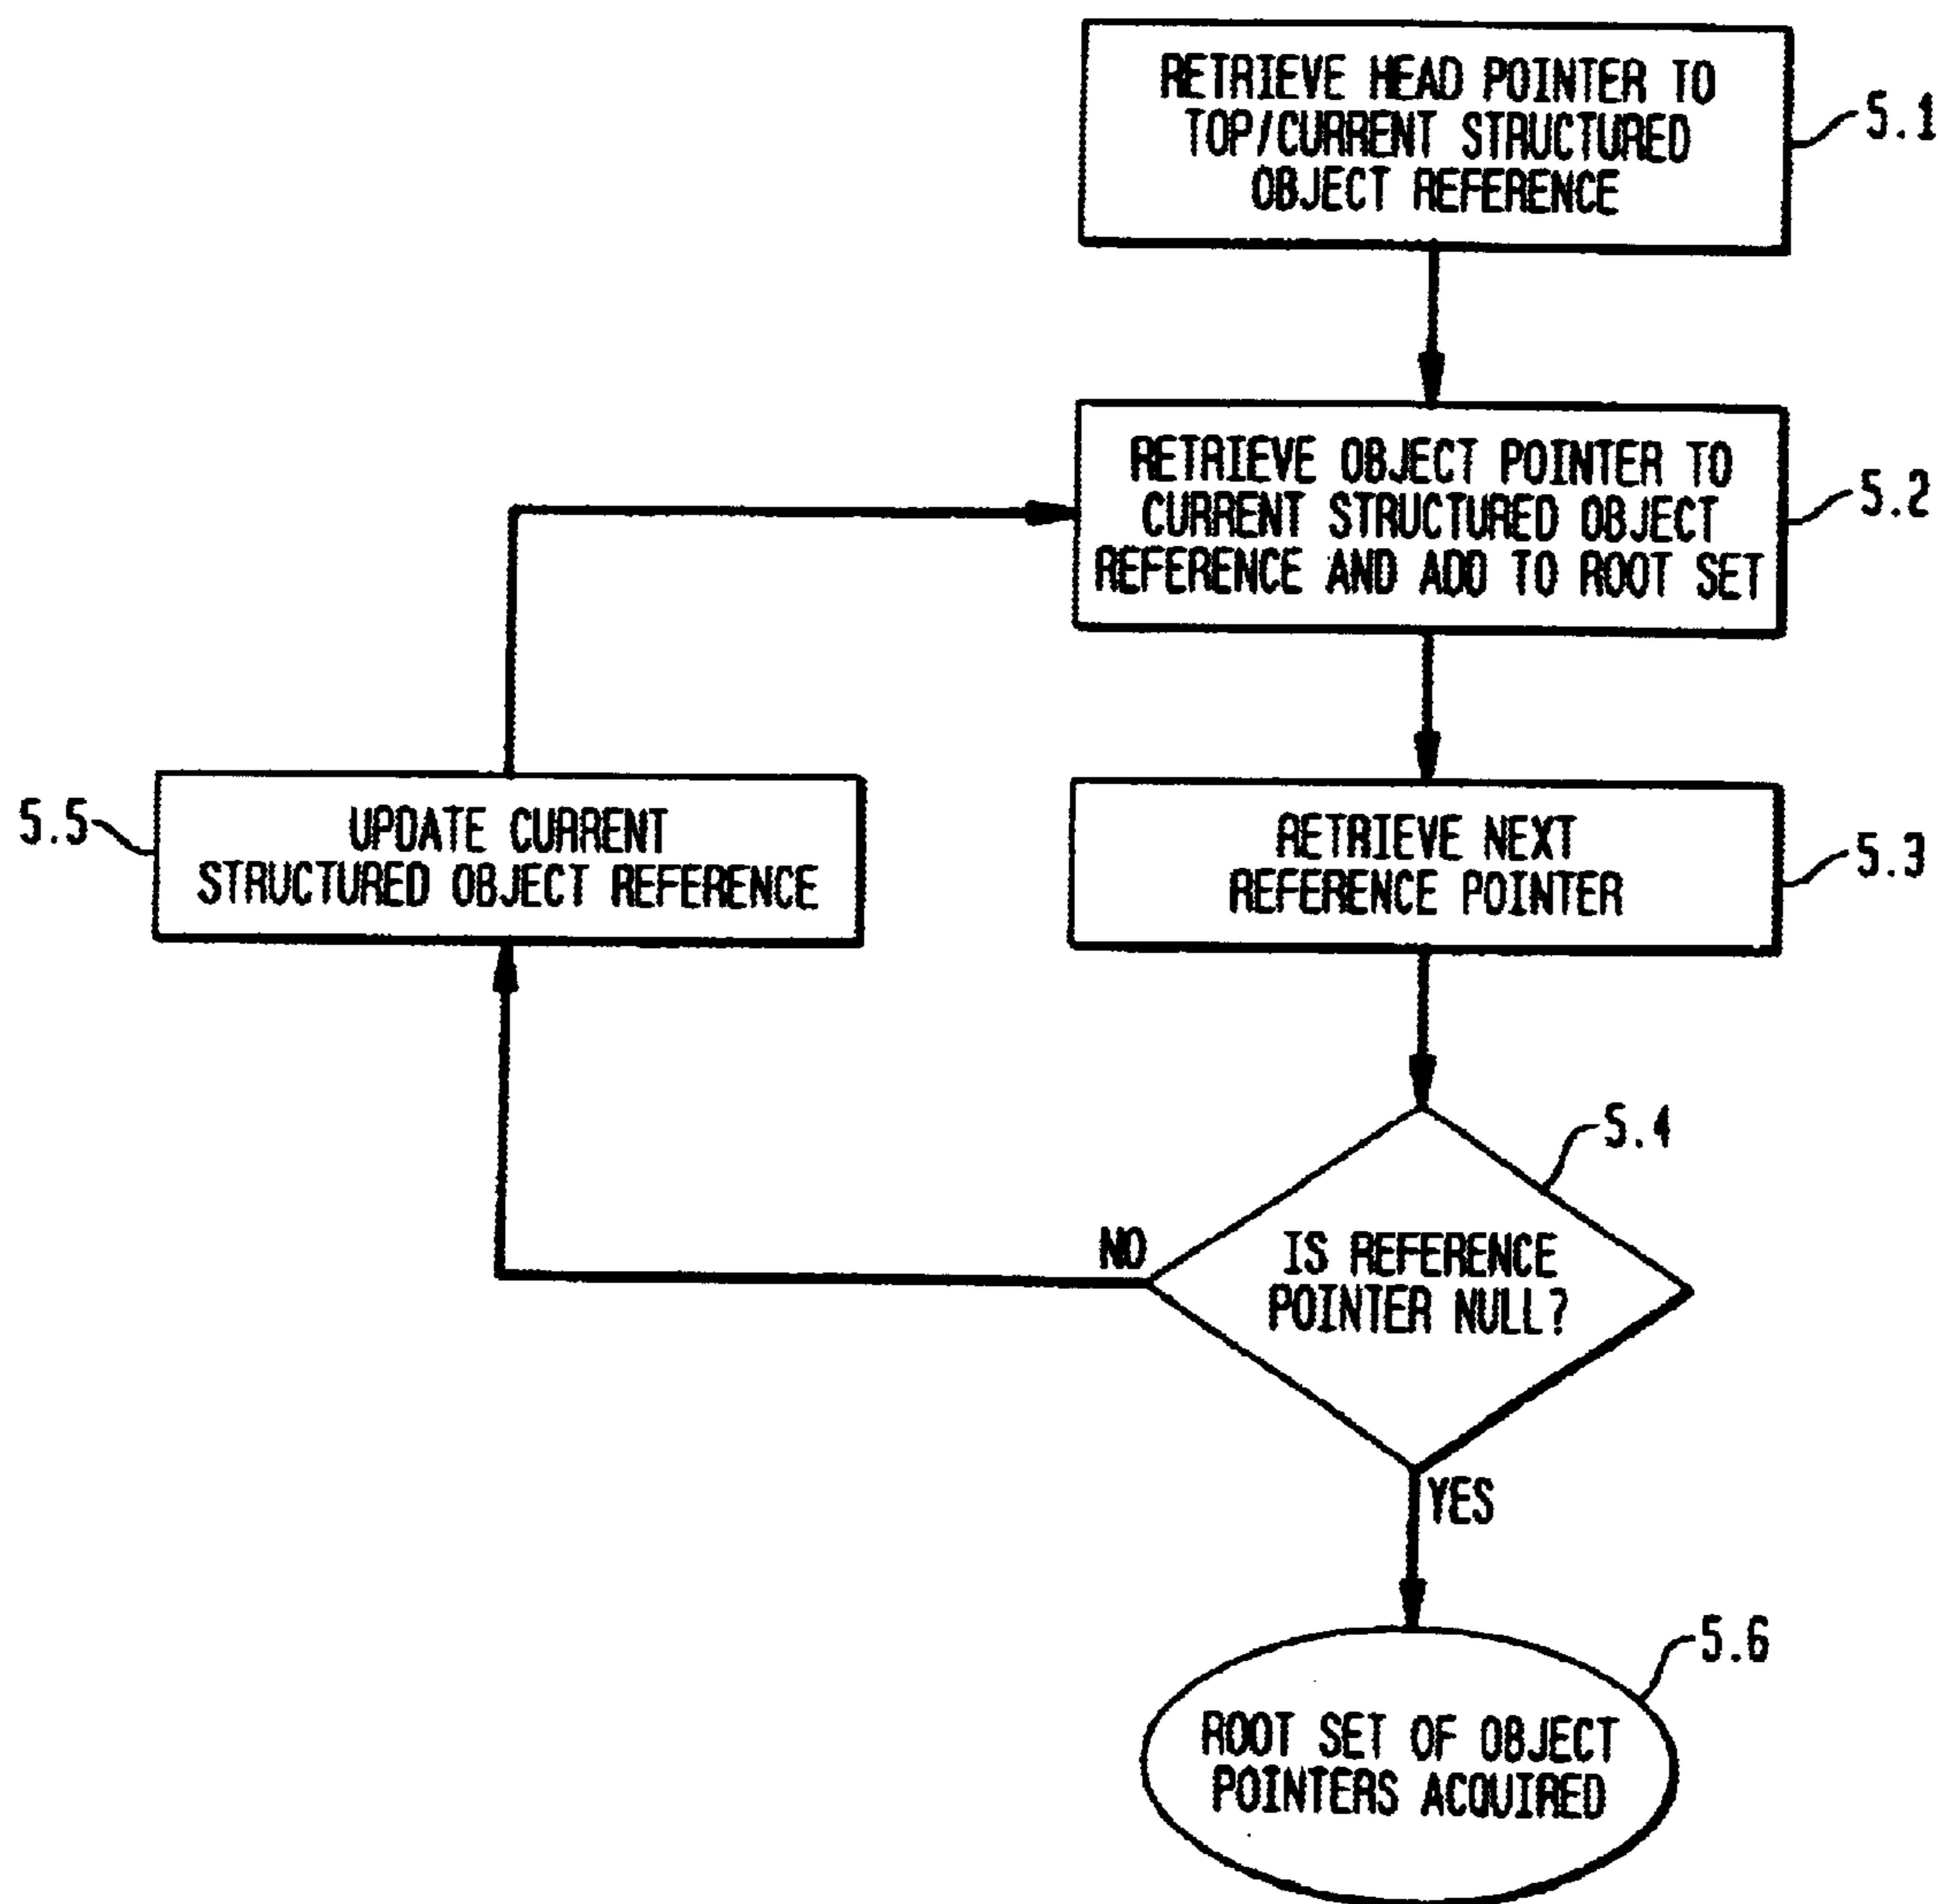 RETRIEVE HEAD POINTER TO
TOP/CURRENT STRUCTURED
OBJECT REFERENCE
5.1
RETRIEVE OBJECT POINTER TO
CURRENT STRUCTURED OBJECT
REFERENCE AND ADD TO ROOT SET
5.2
5.5
UPDATE CURRENT
STRUCTURED OBJECT REFERENCE
RETRIEVE NEXT
REFERENCE POINTER
5.3
5.4
NO
IS REFERENCE
POINTER NULL?
YES
5.6
ROOT SET OF OBJECT
POINTERS ACQUIRED